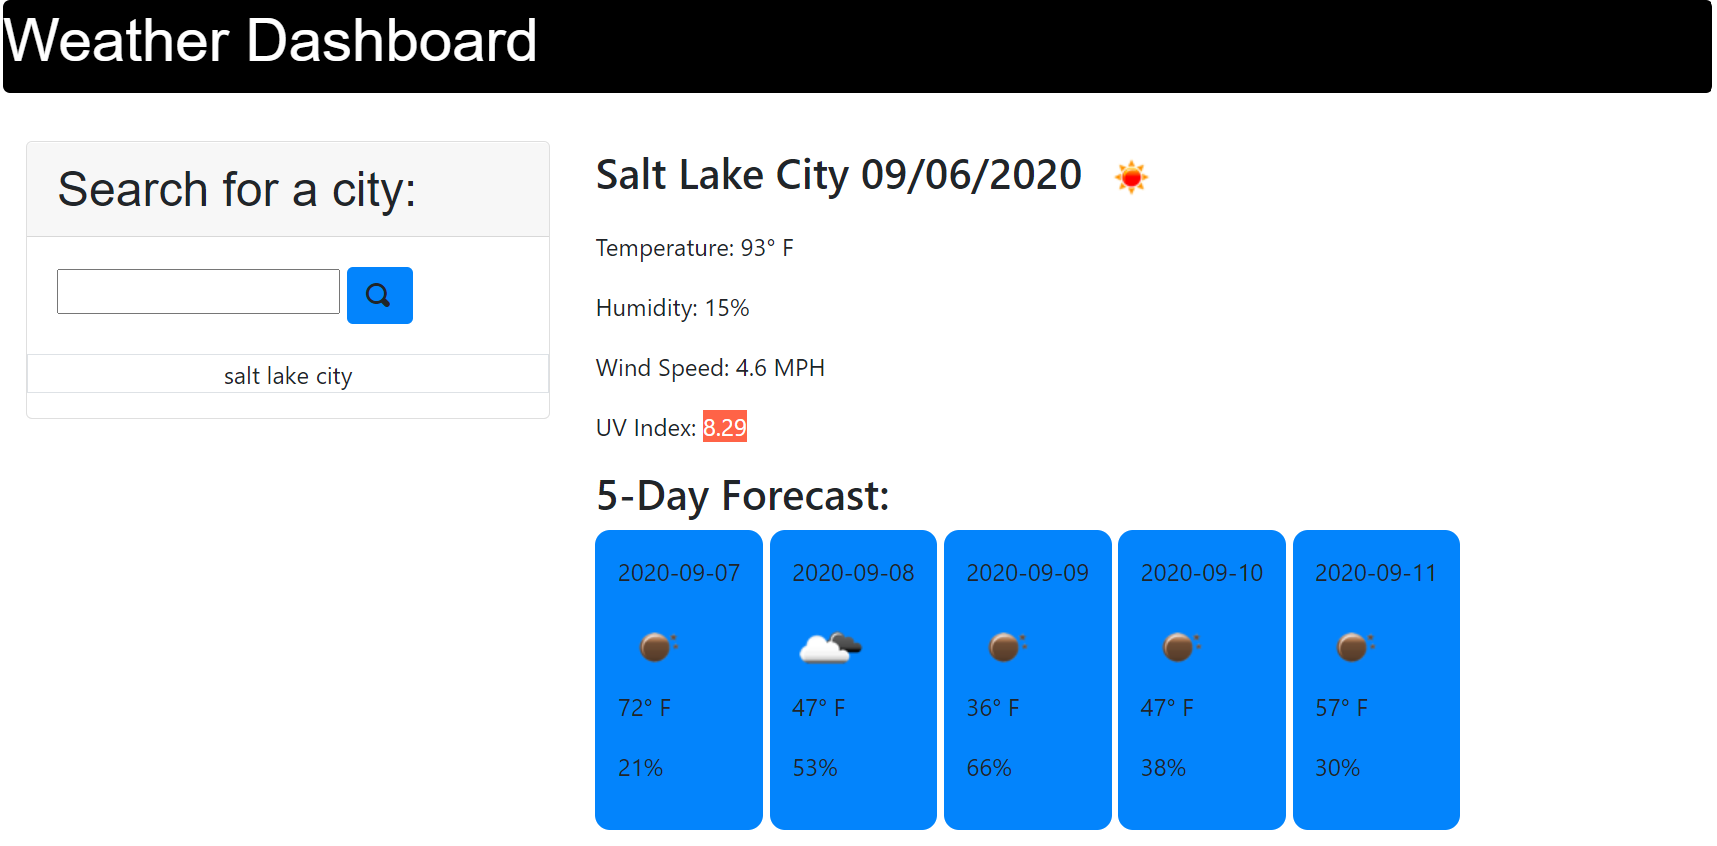 Weather Dashboard
Search for a city:
salt lake city
Salt Lake City 09/06/2020
Temperature: 93° F
Humidity: 15%
Wind Speed: 4.6 MPH
UV Index: 8.29
5-Day Forecast:
2020-09-07
72° F
21%
2020-09-08
47° F
53%
2020-09-09
36° F
66%
2020-09-10
47° F
38%
2020-09-11
57° F
30%